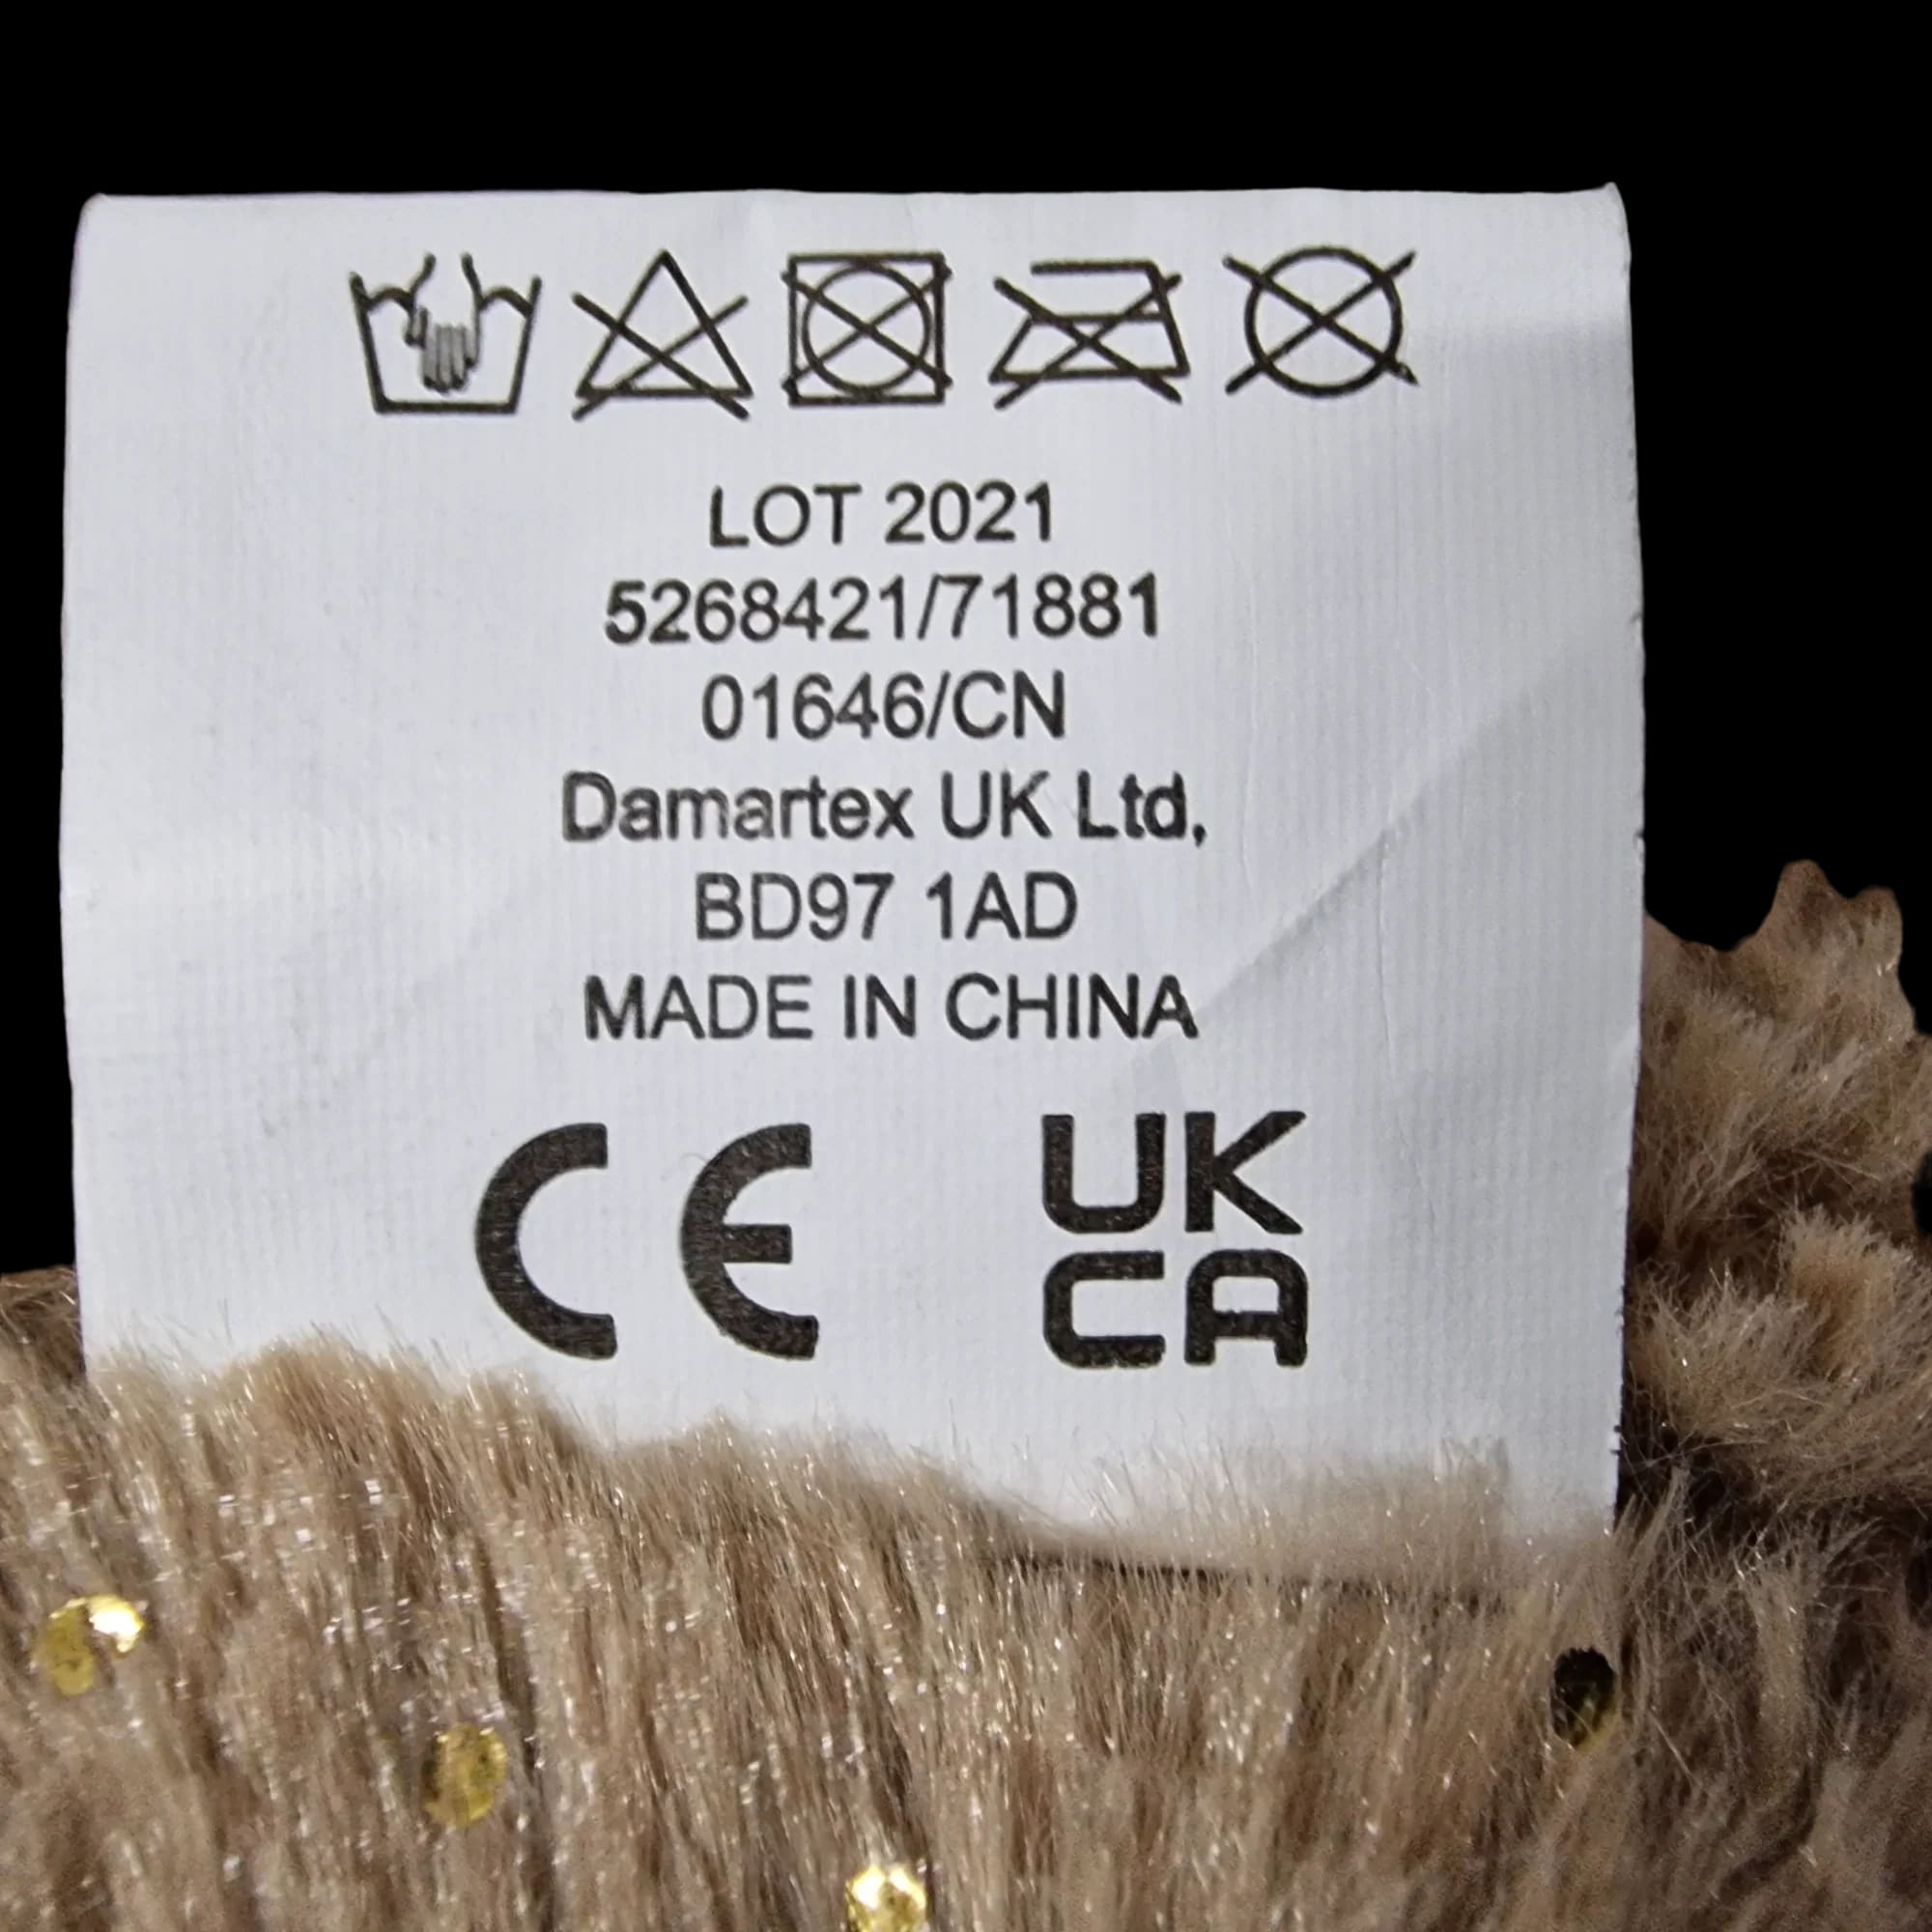 LOT 2021
5268421/71881
01646/CN
Damartex UK Ltd,
BD97 1AD
MADE IN CHINA
CE
UK
CA